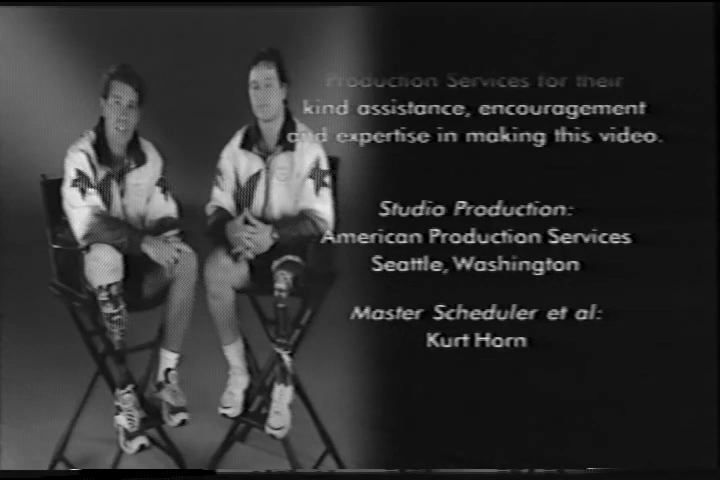 Production Services for their
kind assistance, encouragement
and expertise in making this video.
Studio Production:
American Production Services
Seattle, Washington
Master Scheduler et al:
Kurt Horn